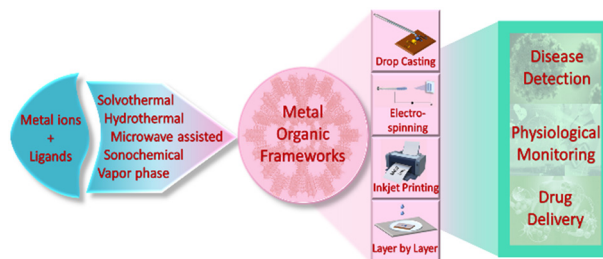 Metal ions
+
Ligands
Solvothermal
Hydrothermal
Microwave assisted
Sonochemical
Vapor phase
Metal
Organic
Frameworks
Drop Casting
Electro-
spinning
Inkjet Printing
Layer by Layer
Disease
Detection
Physiological
Monitoring
Drug
Delivery